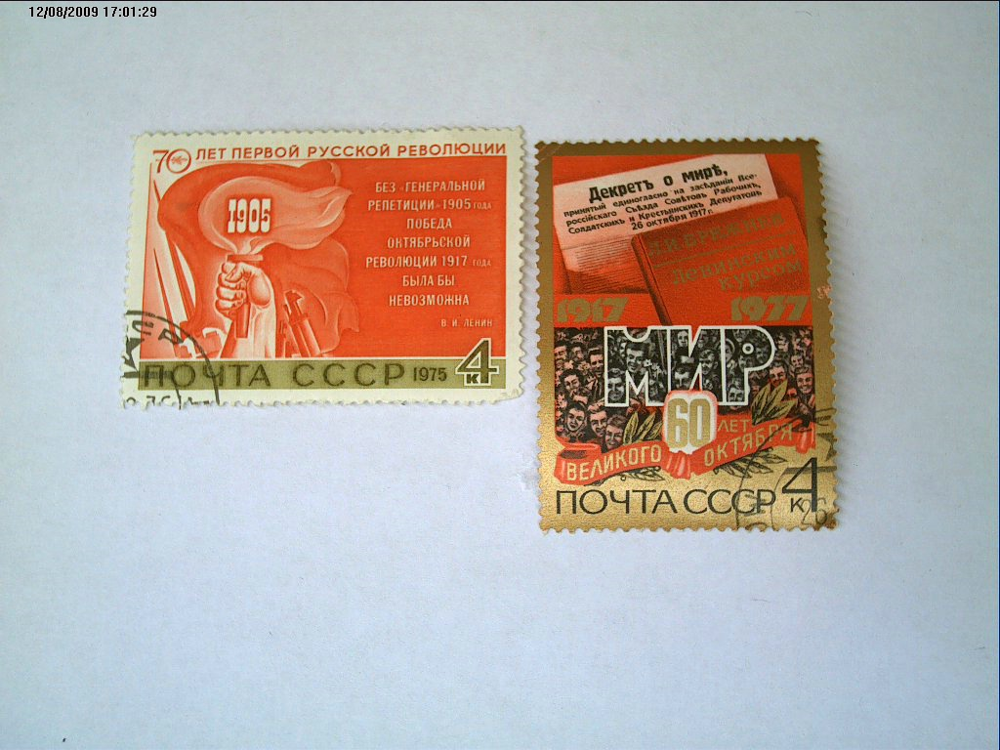 12/08/2009 17:01:29
70 ЛЕТ ПЕРВОЙ РУССКОЙ РЕВОЛЮЦИИ
1905
БЕЗ «ГЕНЕРАЛЬНОЙ
РЕПЕТИЦИИ» 1905 ГОДА
ПОБЕДА
ОКТЯБРЬСКОЙ
РЕВОЛЮЦИИ 1917 ГОДА
БЫЛА БЫ
НЕВОЗМОЖНА
В. И. ЛЕНИН
ПОЧТА СССР 1975 4 К
Декретъ о мирѣ,
принятый единогласно на засѣданіи Все-
россійскаго Съѣзда Совѣтовъ Рабочихъ,
Солдатскихъ и Крестьянскихъ Депутатовъ
26 октября 1917 г.
Л.И. БРЕЖНЕВ
Ленинским
курсом
1917 1977
МИР
60 ЛЕТ
ВЕЛИКОГО ОКТЯБРЯ
ПОЧТА СССР 4 К